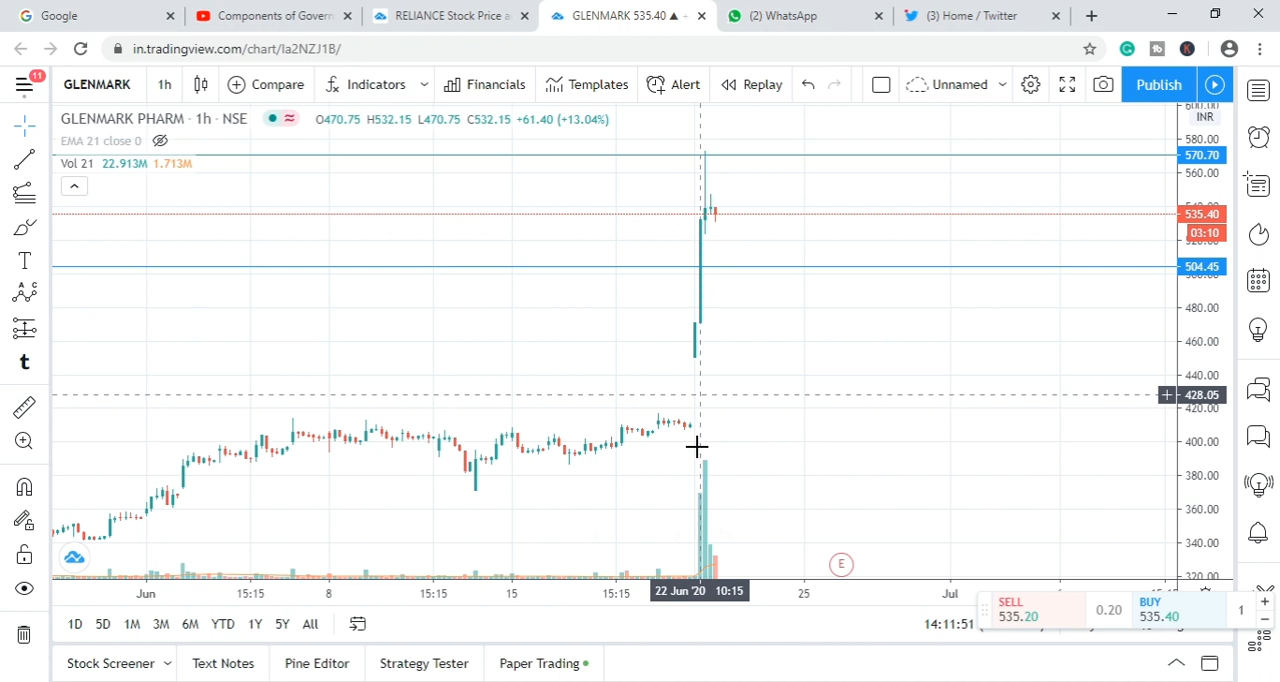 Google
Components of Govern
RELIANCE Stock Price a
GLENMARK 535.40 ▲
(2) WhatsApp
(3) Home / Twitter
in.tradingview.com/chart/Ia2NZJ1B/
K
11
GLENMARK
1h
Compare
Indicators
Financials
Templates
Alert
Replay
Unnamed
Publish
GLENMARK PHARM · 1h · NSE
O470.75 H532.15 L470.75 C532.15 +61.40 (+13.04%)
EMA 21 close 0
Vol 21 22.913M 1.713M
INR
580.00
570.70
560.00
535.40
03:10
504.45
480.00
460.00
440.00
428.05
420.00
400.00
380.00
360.00
340.00
320.00
E
Jun 15:15 8 15:15 15 15:15 22 Jun '20 10:15 25 Jul
SELL
535.20
0.20
BUY
535.40
1
1D 5D 1M 3M 6M YTD 1Y 5Y All
14:11:51
Stock Screener
Text Notes
Pine Editor
Strategy Tester
Paper Trading